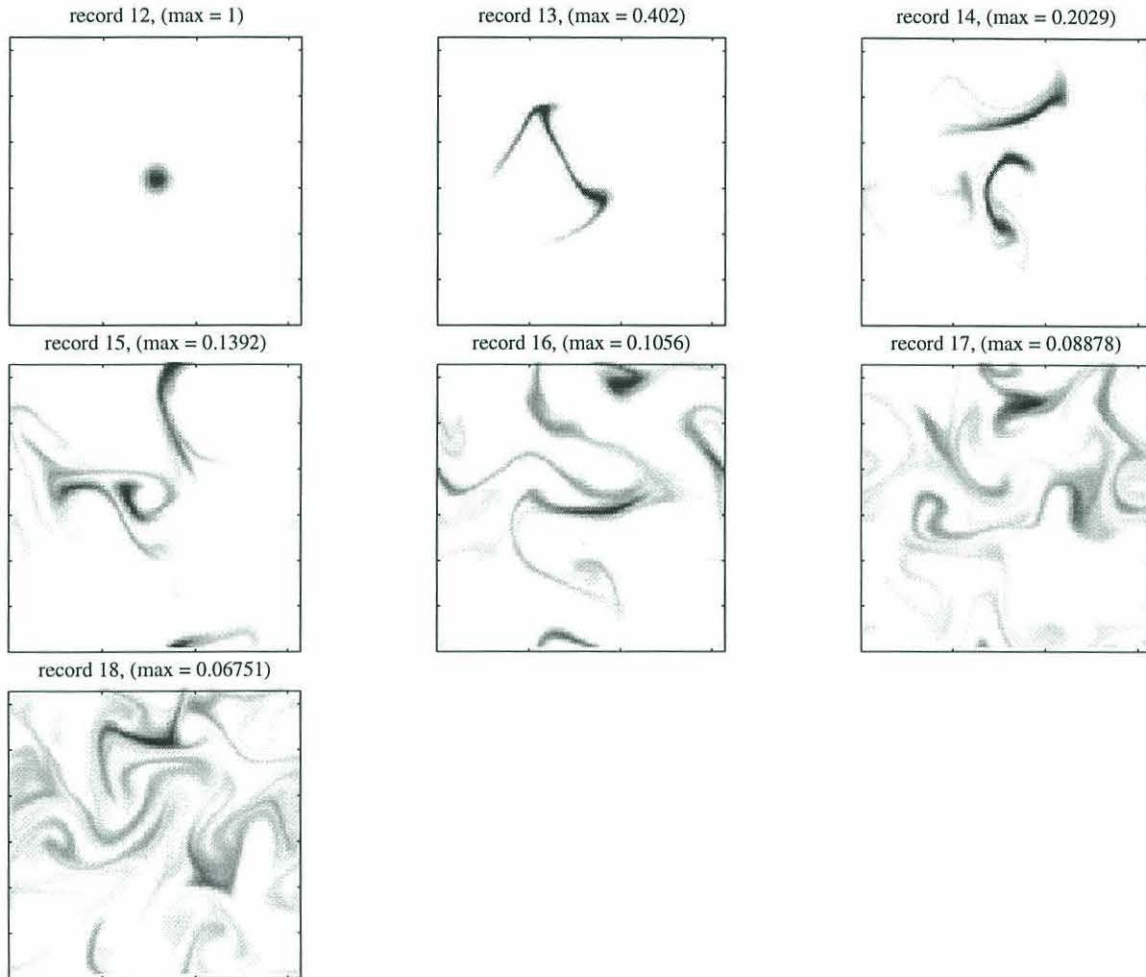 record 12, (max = 1)
record 13, (max = 0.402)
record 14, (max = 0.2029)
record 15, (max = 0.1392)
record 16, (max = 0.1056)
record 17, (max = 0.08878)
record 18, (max = 0.06751)